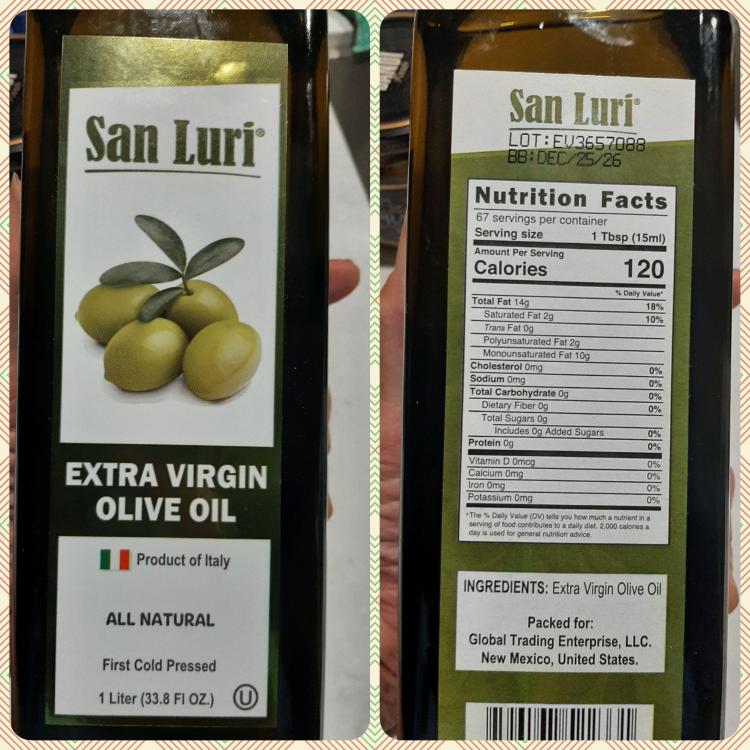 San Luri®
EXTRA VIRGIN
OLIVE OIL
Product of Italy
ALL NATURAL
First Cold Pressed
1 Liter (33.8 Fl OZ.) U
San Luri®
LOT:EV3657088
BB:DEC/25/26
Nutrition Facts
67 servings per container
Serving size 1 Tbsp (15ml)
Amount Per Serving
Calories 120
% Daily Value*
Total Fat 14g 18%
Saturated Fat 2g 10%
Trans Fat 0g
Polyunsaturated Fat 2g
Monounsaturated Fat 10g
Cholesterol 0mg 0%
Sodium 0mg 0%
Total Carbohydrate 0g 0%
Dietary Fiber 0g 0%
Total Sugars 0g
Includes 0g Added Sugars 0%
Protein 0g 0%
Vitamin D 0mcg 0%
Calcium 0mg 0%
Iron 0mg 0%
Potassium 0mg 0%
*The % Daily Value (DV) tells you how much a nutrient in a
serving of food contributes to a daily diet. 2,000 calories a
day is used for general nutrition advice.
INGREDIENTS: Extra Virgin Olive Oil
Packed for:
Global Trading Enterprise, LLC.
New Mexico, United States.